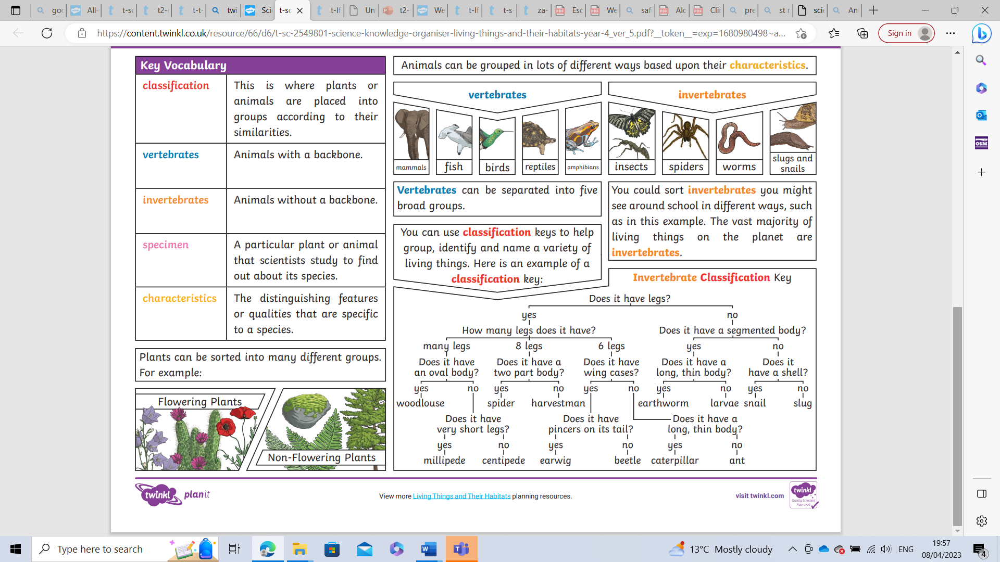 goo
All-
t-sc
t2-
t-t-
twi
Scie
t-sc
t-lf
Un
t2-
We
t-lf
t-s-
za-
Esc
We
safe
Alc
Clin
pre
st m
scie
An
https://content.twinkl.co.uk/resource/66/d6/t-sc-2549801-science-knowledge-organiser-living-things-and-their-habitats-year-4_ver_5.pdf?__token__=exp=1680980498~a...
Sign in
Key Vocabulary
classification
This is where plants or
animals are placed into
groups according to their
similarities.
vertebrates
Animals with a backbone.
invertebrates
Animals without a backbone.
specimen
A particular plant or animal
that scientists study to find
out about its species.
characteristics
The distinguishing features
or qualities that are specific
to a species.
Plants can be sorted into many different groups.
For example:
Flowering Plants
Non-Flowering Plants
Animals can be grouped in lots of different ways based upon their characteristics.
vertebrates
mammals
fish
birds
reptiles
amphibians
invertebrates
insects
spiders
worms
slugs and
snails
Vertebrates can be separated into five
broad groups.
You could sort invertebrates you might
see around school in different ways, such
as in this example. The vast majority of
living things on the planet are
invertebrates.
You can use classification keys to help
group, identify and name a variety of
living things. Here is an example of a
classification key:
Invertebrate Classification Key
Does it have legs?
yes no
How many legs does it have? Does it have a segmented body?
many legs 8 legs 6 legs yes no
Does it have Does it have a Does it have Does it have a Does it
an oval body? two part body? wing cases? long, thin body? have a shell?
yes no yes no yes no yes no yes no
woodlouse spider harvestman earthworm larvae snail slug
Does it have Does it have Does it have a
very short legs? pincers on its tail? long, thin body?
yes no yes no yes no
millipede centipede earwig beetle caterpillar ant
twinkl planit
View more Living Things and Their Habitats planning resources.
visit twinkl.com
twinkl
Quality Standard
Approved
OSM
Type here to search
13°C Mostly cloudy
ENG
19:57
08/04/2023
4